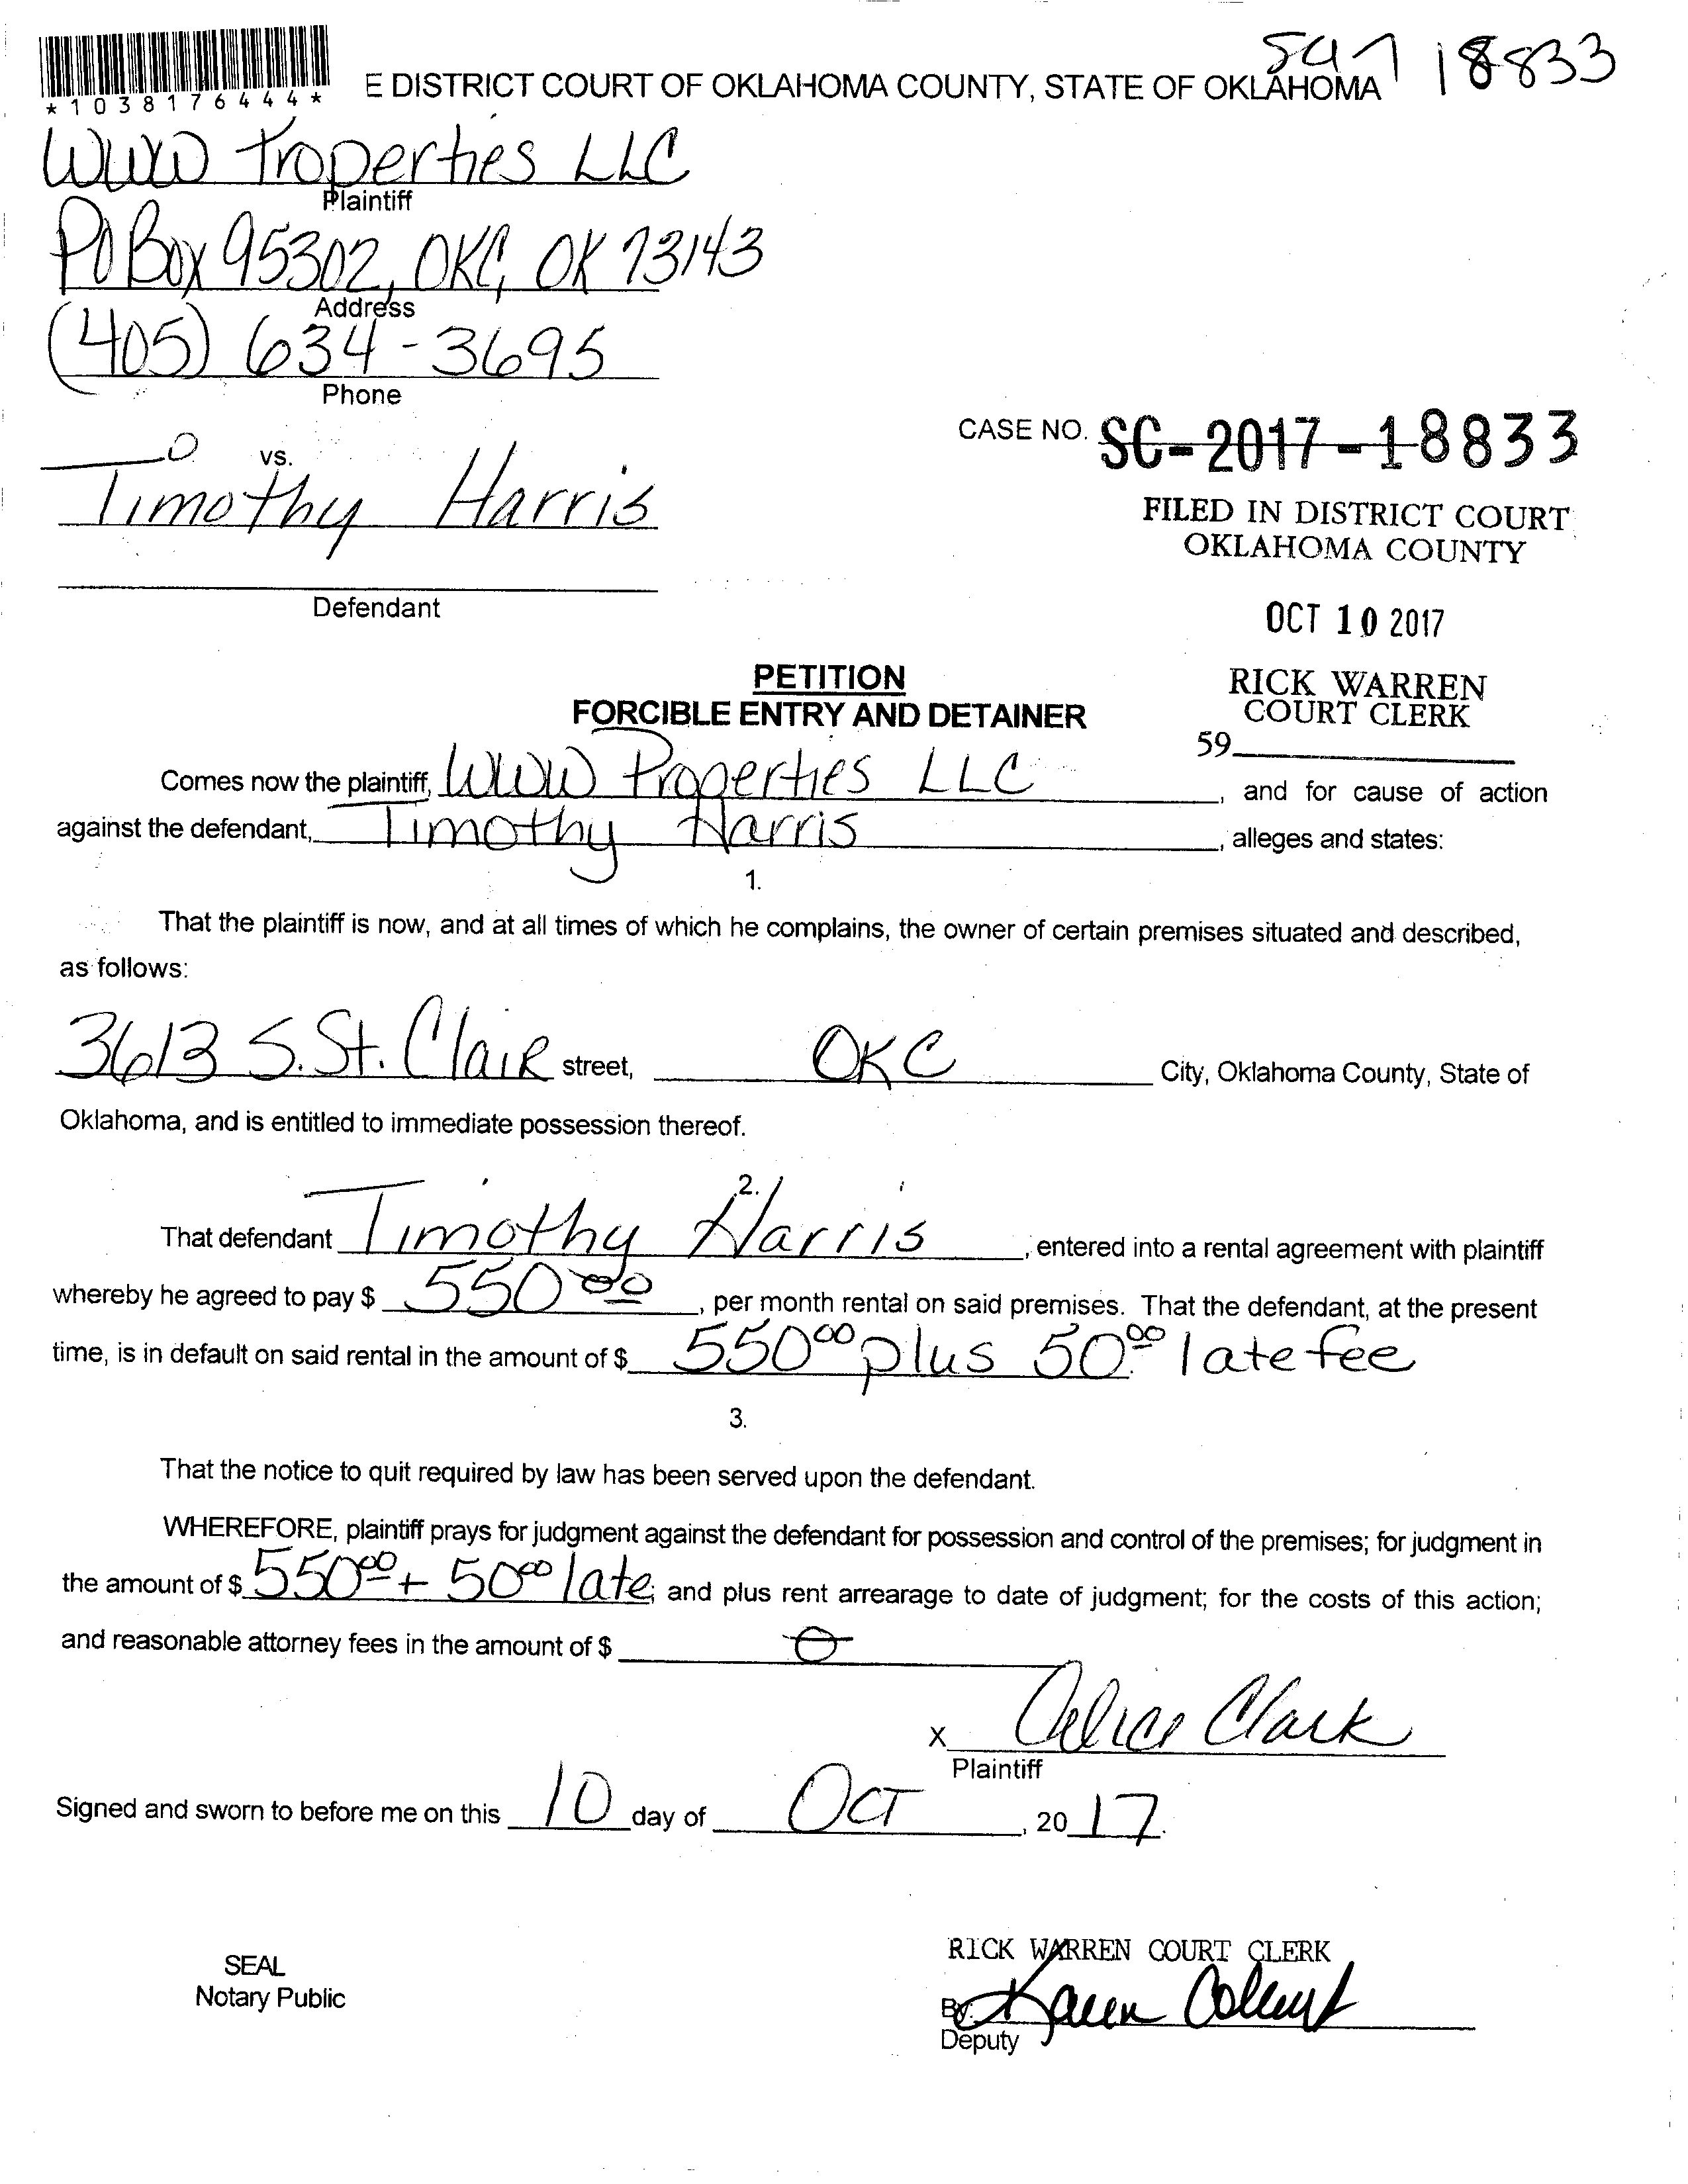 18833
*1038176444*
E DISTRICT COURT OF OKLAHOMA COUNTY, STATE OF OKLAHOMA
WWW Properties LLC
Plaintiff
PO Box 95302, OKC, OK 73143
Address
(405) 634-3695
Phone
CASE NO. SC-2017-18833
vs.
Timothy Harris
FILED IN DISTRICT COURT
OKLAHOMA COUNTY
Defendant
OCT 10 2017
PETITION
FORCIBLE ENTRY AND DETAINER
RICK WARREN
COURT CLERK
59
Comes now the plaintiff, WWW Properties LLC, and for cause of action
against the defendant, Timothy Harris, alleges and states:
1.
That the plaintiff is now, and at all times of which he complains, the owner of certain premises situated and described,
as follows:
3613 S. St. Clair street, OKC City, Oklahoma County, State of
Oklahoma, and is entitled to immediate possession thereof.
2.
That defendant Timothy Harris, entered into a rental agreement with plaintiff
whereby he agreed to pay $ 550 00, per month rental on said premises. That the defendant, at the present
time, is in default on said rental in the amount of $ 550 00 plus 50.00 late fee
3.
That the notice to quit required by law has been served upon the defendant.
WHEREFORE, plaintiff prays for judgment against the defendant for possession and control of the premises; for judgment in
the amount of $ 550 00 + 50 00 late; and plus rent arrearage to date of judgment; for the costs of this action;
and reasonable attorney fees in the amount of $ 0
X Clark
Plaintiff
Signed and sworn to before me on this 10 day of Oct, 20 17.
RICK WARREN COURT CLERK
SEAL
Notary Public
By: Karen
Deputy